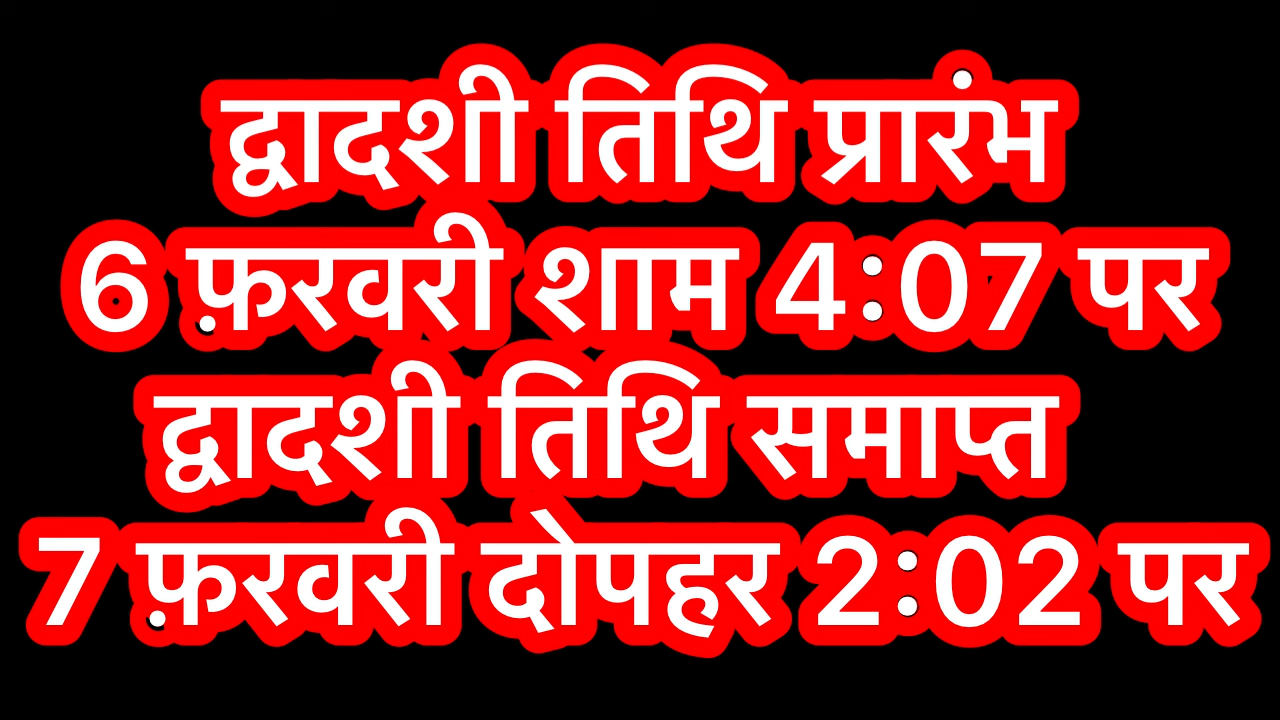 द्वादशी तिथि प्रारंभ
6 फ़रवरी शाम 4:07 पर
द्वादशी तिथि समाप्त
7 फ़रवरी दोपहर 2:02 पर